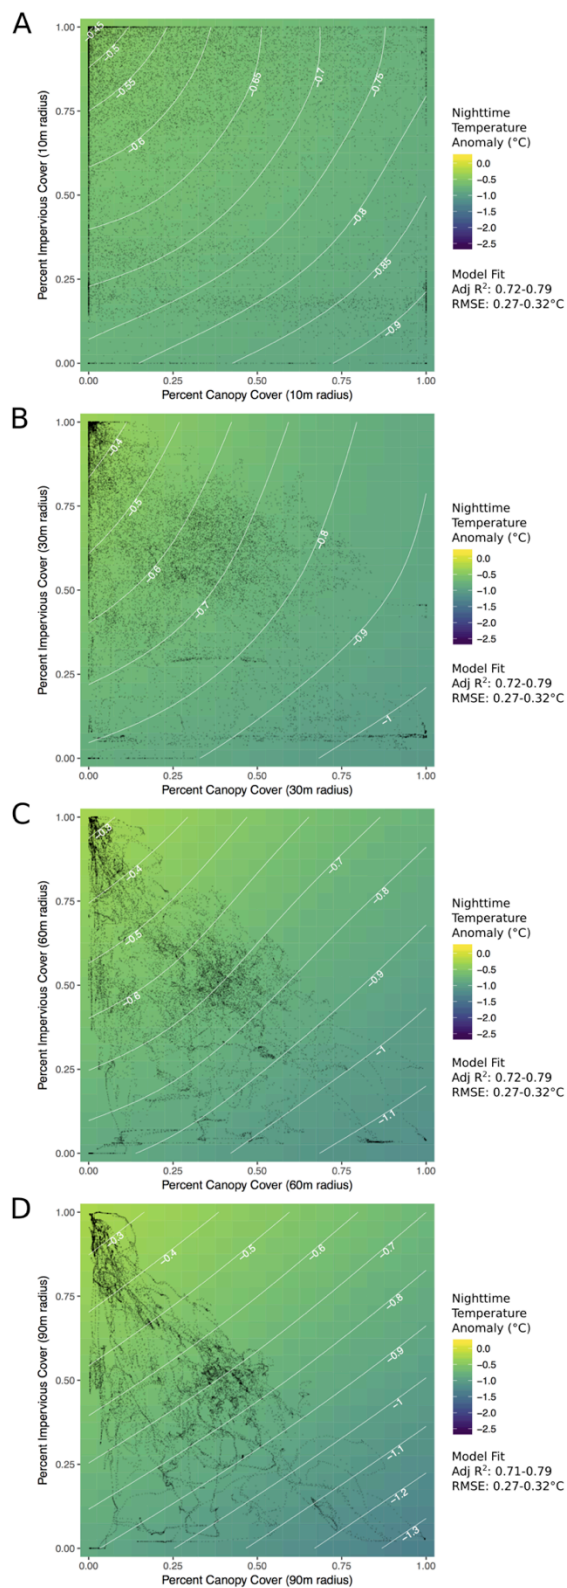 A
Percent Impervious Cover (10m radius)
1.00
0.75
0.50
0.25
0.00
-0.5
-0.55
-0.6
-0.65
-0.7
-0.75
-0.8
-0.85
-0.9
0.00 0.25 0.50 0.75 1.00
Percent Canopy Cover (10m radius)
Nighttime
Temperature
Anomaly (°C)
0.0
-0.5
-1.0
-1.5
-2.0
-2.5
Model Fit
Adj R²: 0.72-0.79
RMSE: 0.27-0.32°C
B
Percent Impervious Cover (30m radius)
1.00
0.75
0.50
0.25
0.00
-0.4
-0.5
-0.6
-0.7
-0.8
-0.9
-1
0.00 0.25 0.50 0.75 1.00
Percent Canopy Cover (30m radius)
Nighttime
Temperature
Anomaly (°C)
0.0
-0.5
-1.0
-1.5
-2.0
-2.5
Model Fit
Adj R²: 0.72-0.79
RMSE: 0.27-0.32°C
C
Percent Impervious Cover (60m radius)
1.00
0.75
0.50
0.25
0.00
-0.3
-0.4
-0.5
-0.6
-0.7
-0.8
-0.9
-1
-1.1
0.00 0.25 0.50 0.75 1.00
Percent Canopy Cover (60m radius)
Nighttime
Temperature
Anomaly (°C)
0.0
-0.5
-1.0
-1.5
-2.0
-2.5
Model Fit
Adj R²: 0.72-0.79
RMSE: 0.27-0.32°C
D
Percent Impervious Cover (90m radius)
1.00
0.75
0.50
0.25
0.00
-0.3
-0.4
-0.5
-0.6
-0.7
-0.8
-0.9
-1
-1.1
-1.2
-1.3
0.00 0.25 0.50 0.75 1.00
Percent Canopy Cover (90m radius)
Nighttime
Temperature
Anomaly (°C)
0.0
-0.5
-1.0
-1.5
-2.0
-2.5
Model Fit
Adj R²: 0.71-0.79
RMSE: 0.27-0.32°C